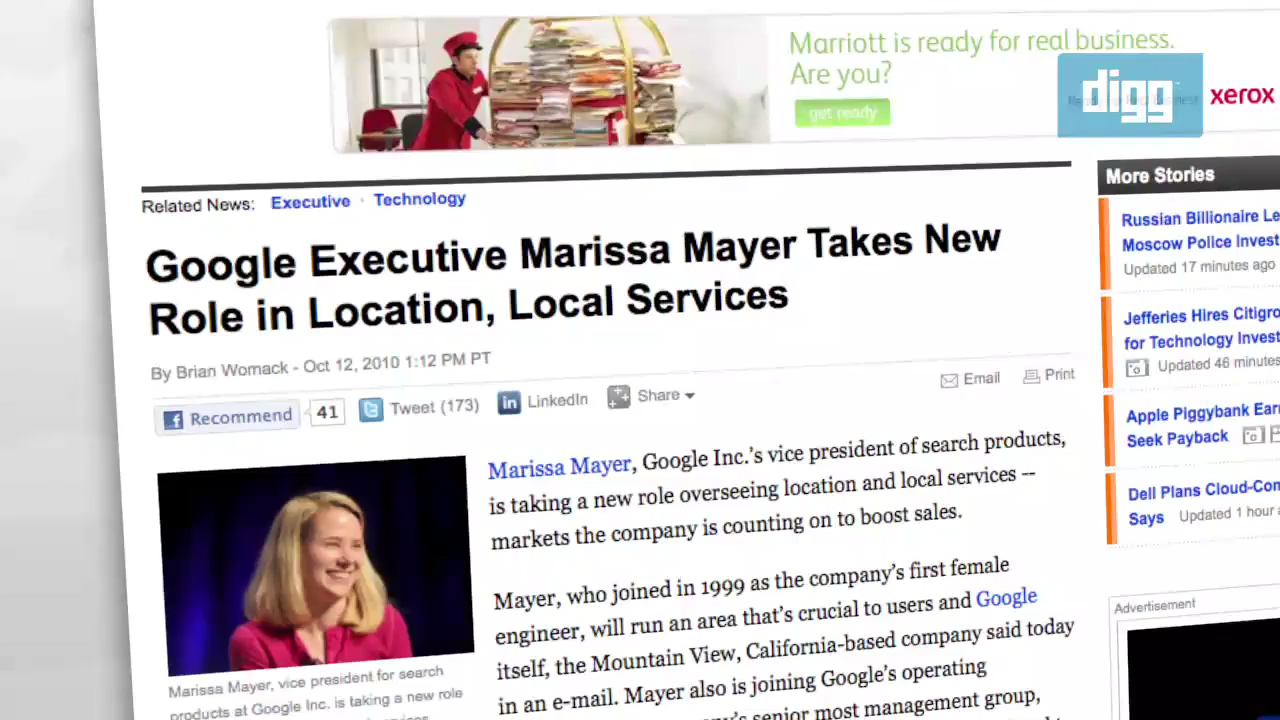 Marriott is ready for real business.
Are you?
get ready
digg
xerox
Related News: Executive · Technology
Google Executive Marissa Mayer Takes New
Role in Location, Local Services
By Brian Womack - Oct 12, 2010 1:12 PM PT
Recommend 41 Tweet (173) LinkedIn Share Email Print
Marissa Mayer, Google Inc.'s vice president of search products,
is taking a new role overseeing location and local services --
markets the company is counting on to boost sales.
Mayer, who joined in 1999 as the company's first female
engineer, will run an area that's crucial to users and Google
itself, the Mountain View, California-based company said today
in an e-mail. Mayer also is joining Google's operating
senior most management group,
Marissa Mayer, vice president for search
products at Google Inc. is taking a new role
More Stories
Russian Billionaire Le
Moscow Police Invest
Updated 17 minutes ago
Jefferies Hires Citigro
for Technology Invest
Updated 46 minutes
Apple Piggybank Ear
Seek Payback
Dell Plans Cloud-Con
Says Updated 1 hour a
Advertisement